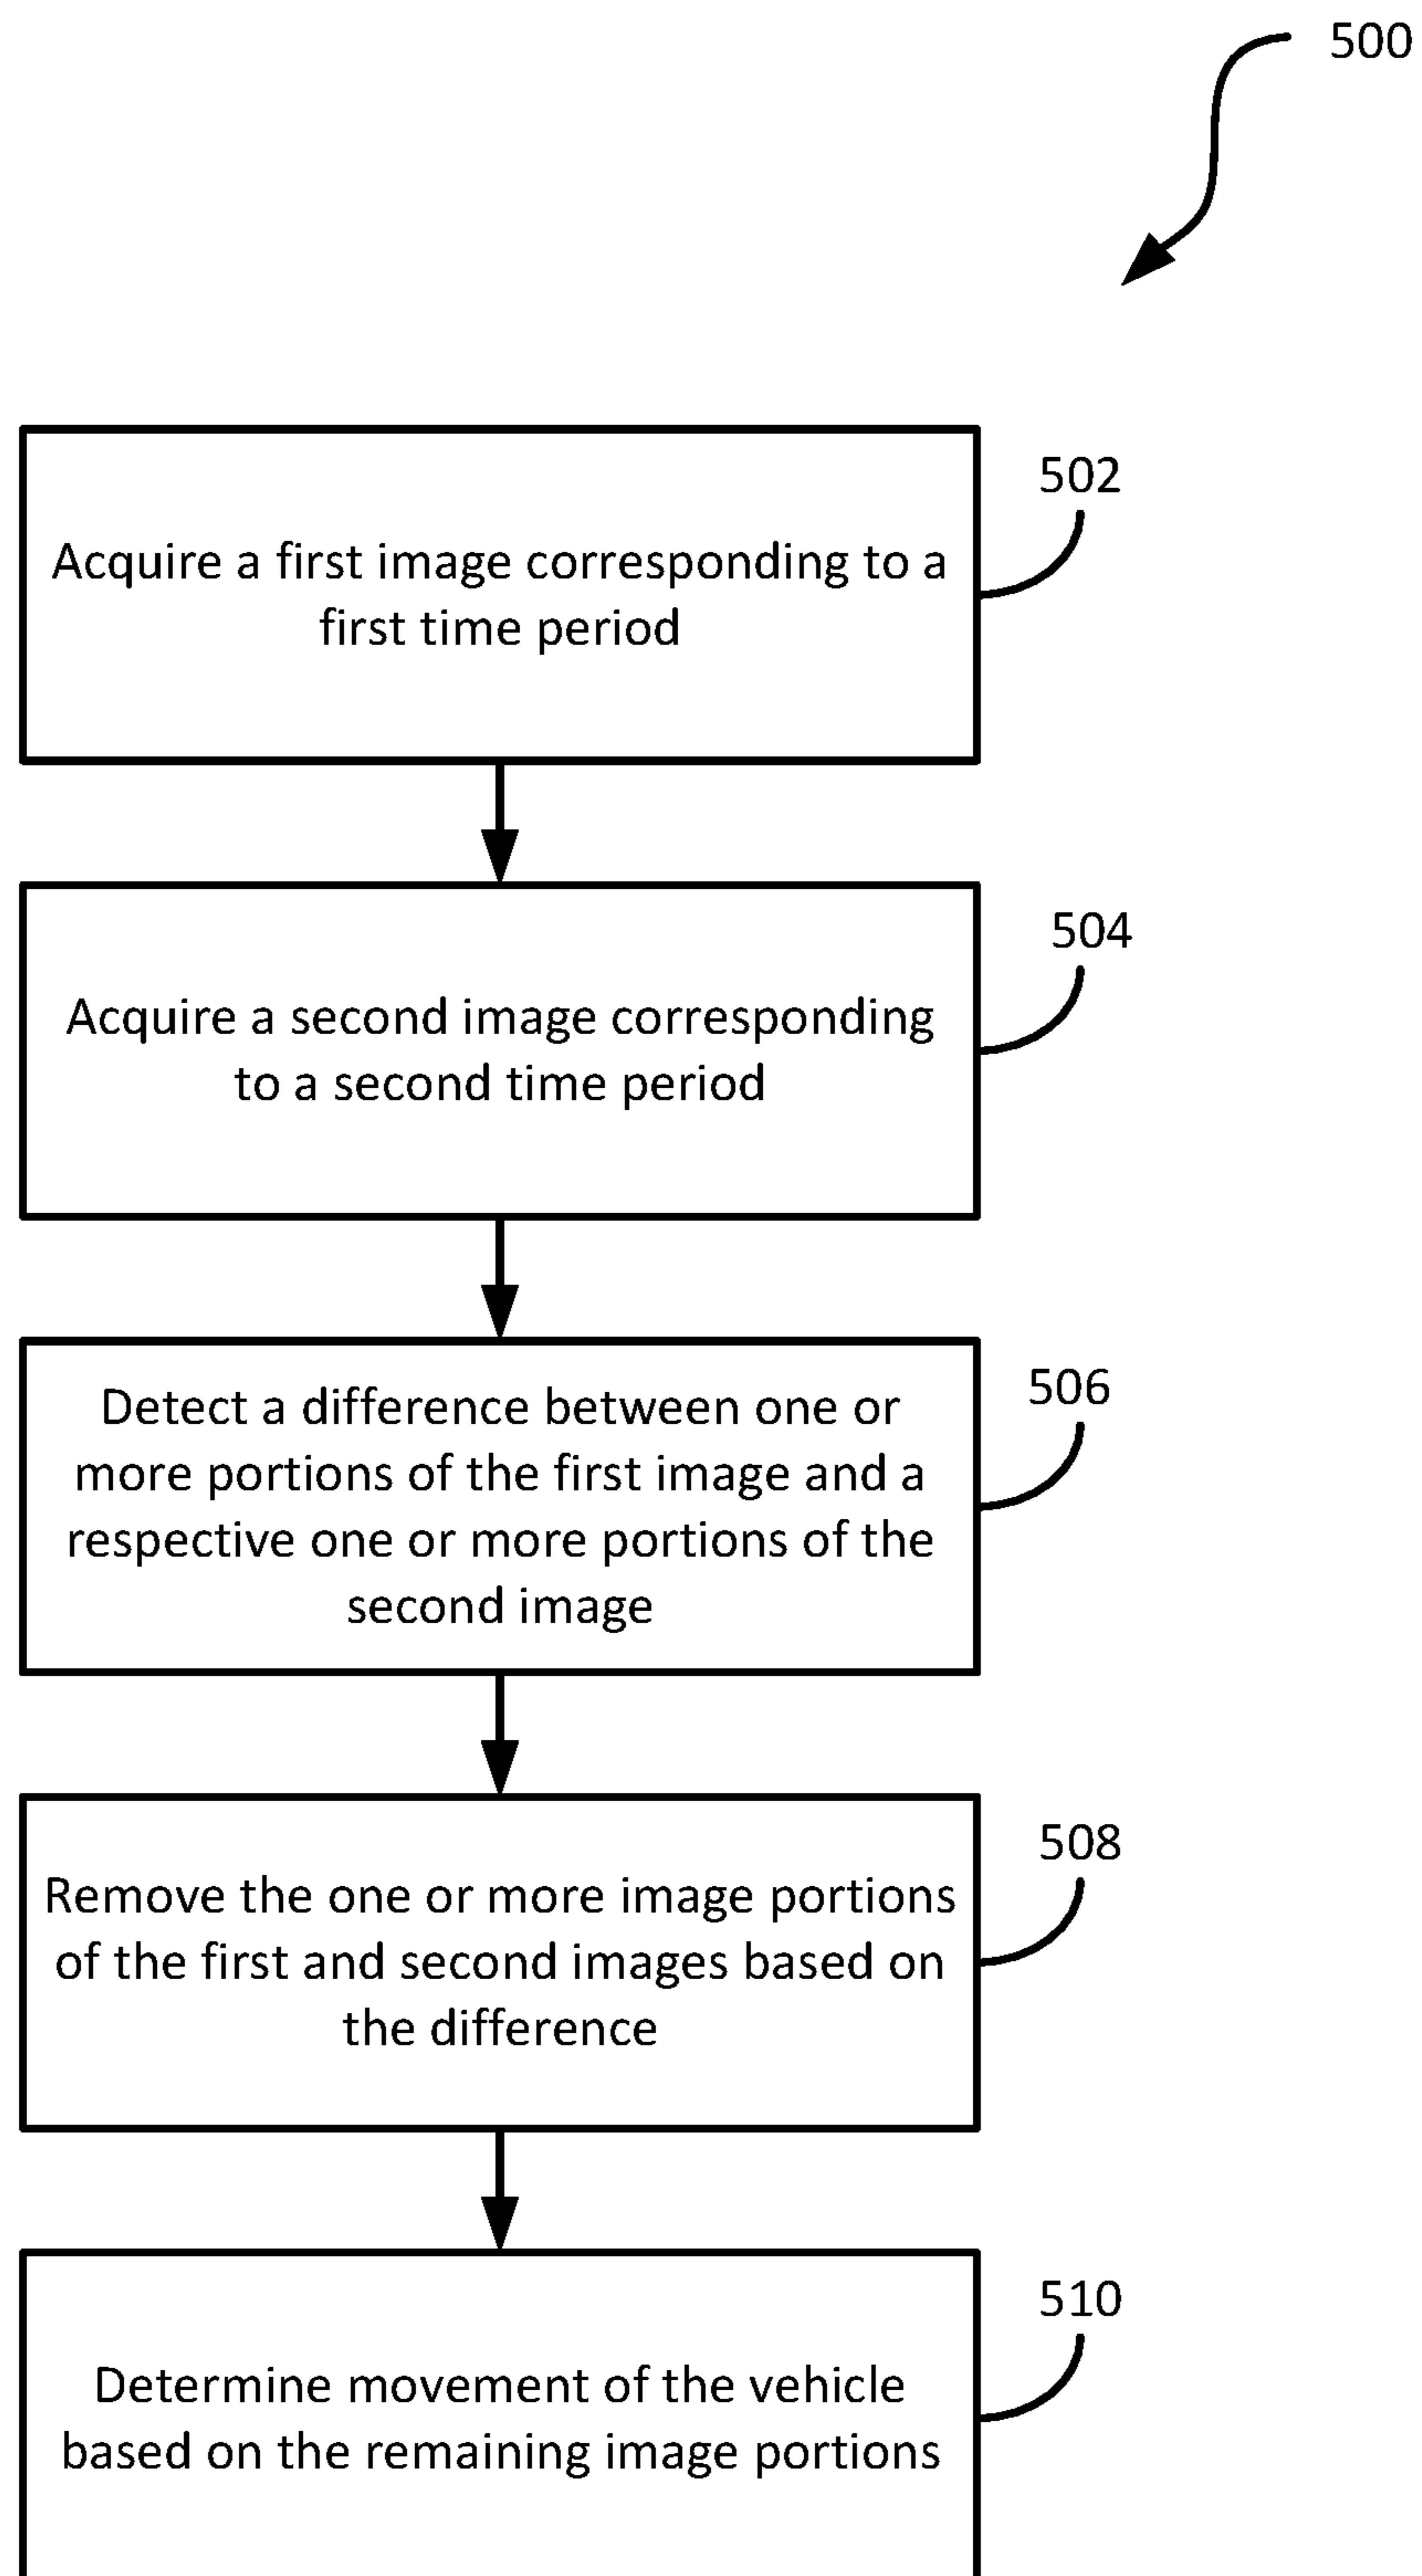 500
502
Acquire a first image corresponding to a
first time period
504
Acquire a second image corresponding
to a second time period
506
Detect a difference between one or
more portions of the first image and a
respective one or more portions of the
second image
508
Remove the one or more image portions
of the first and second images based on
the difference
510
Determine movement of the vehicle
based on the remaining image portions